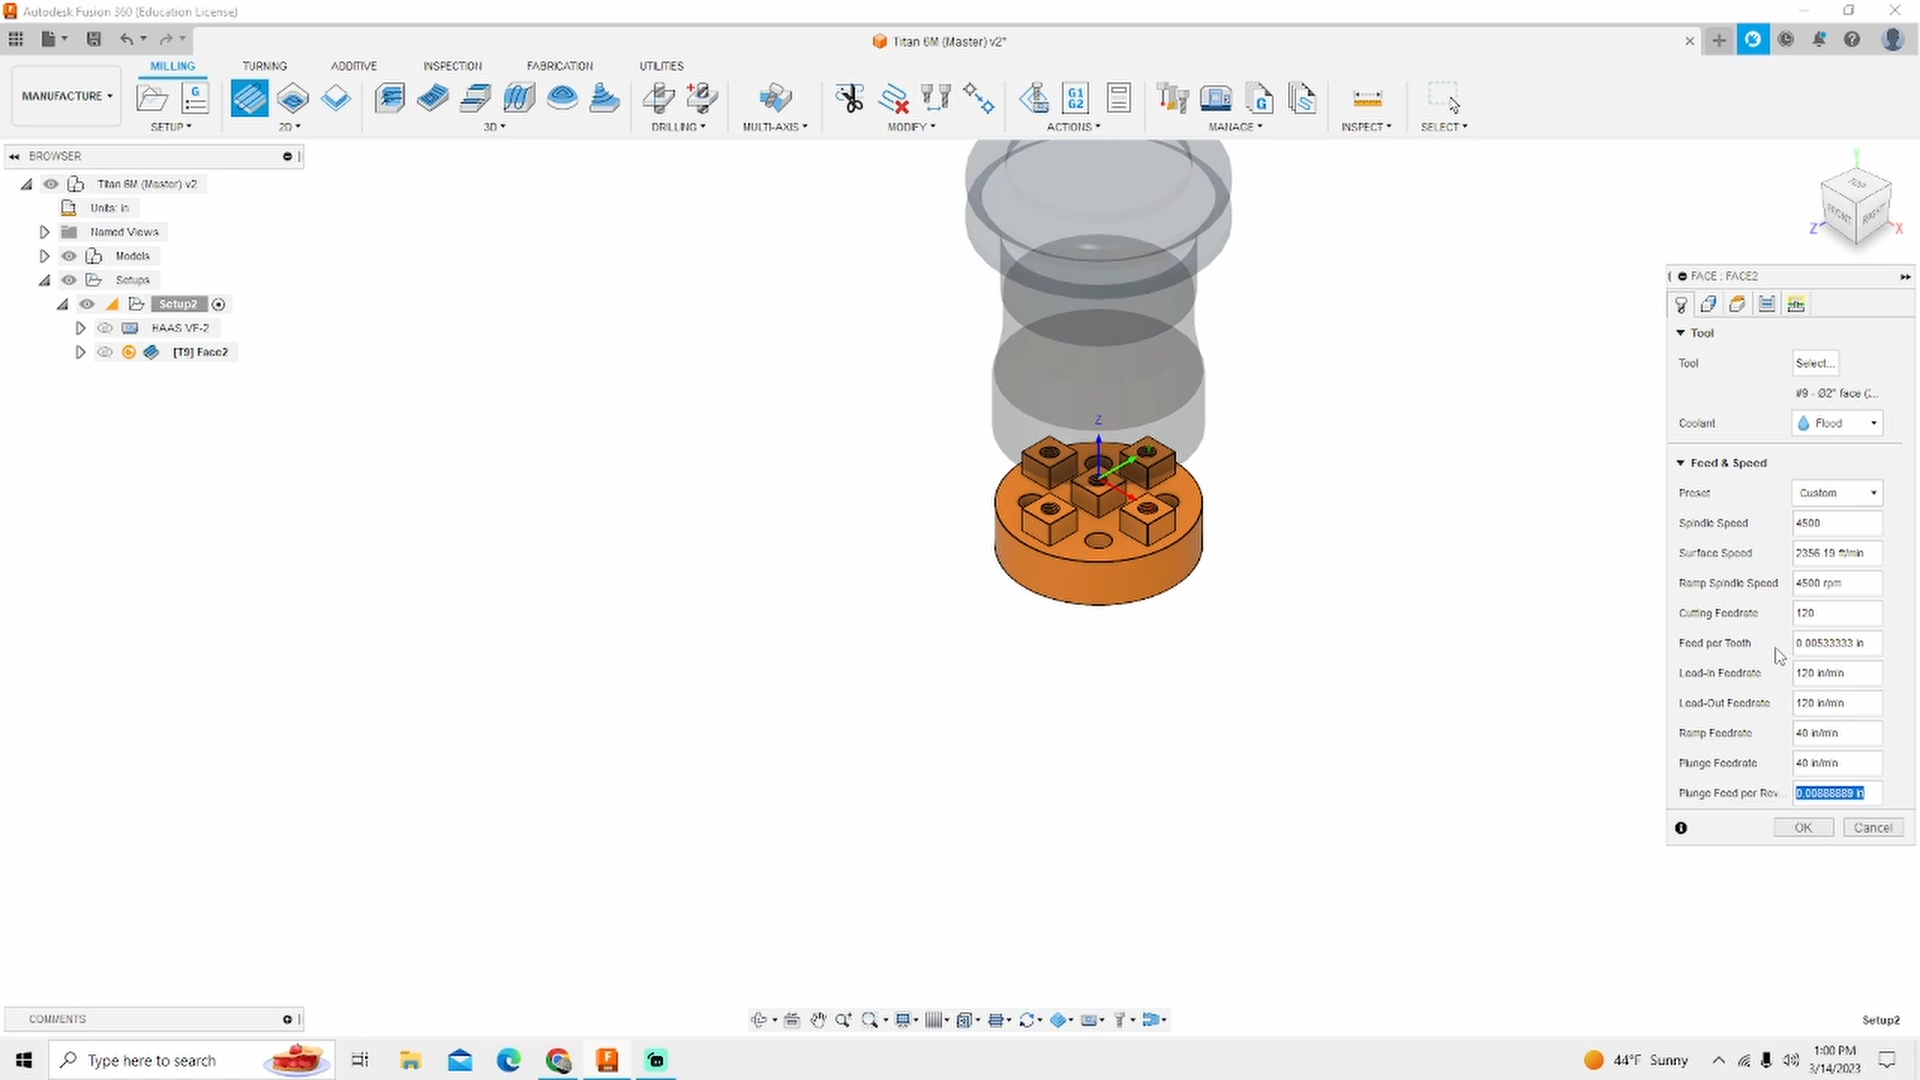 Autodesk Fusion 360 (Education License)
Titan 6M (Master) v2*
MILLING TURNING ADDITIVE INSPECTION FABRICATION UTILITIES
MANUFACTURE
SETUP 2D 3D DRILLING MULTI-AXIS MODIFY ACTIONS MANAGE INSPECT SELECT
G1
G2
BROWSER
Titan 6M (Master) v2
Units: in
Named Views
Models
Setups
Setup2
HAAS VF-2
[T9] Face2
Z
Y
TOP
FRONT
RIGHT
Z
X
FACE : FACE2
Tool
Tool Select...
#9 - Ø2" face (...
Coolant Flood
Feed & Speed
Preset Custom
Spindle Speed 4500
Surface Speed 2356.19 ft/min
Ramp Spindle Speed 4500 rpm
Cutting Feedrate 120
Feed per Tooth 0.00533333 in
Lead-In Feedrate 120 in/min
Lead-Out Feedrate 120 in/min
Ramp Feedrate 40 in/min
Plunge Feedrate 40 in/min
Plunge Feed per Rev... 0.00888889 in
OK Cancel
COMMENTS
Setup2
Type here to search
44°F Sunny
1:00 PM
3/14/2023